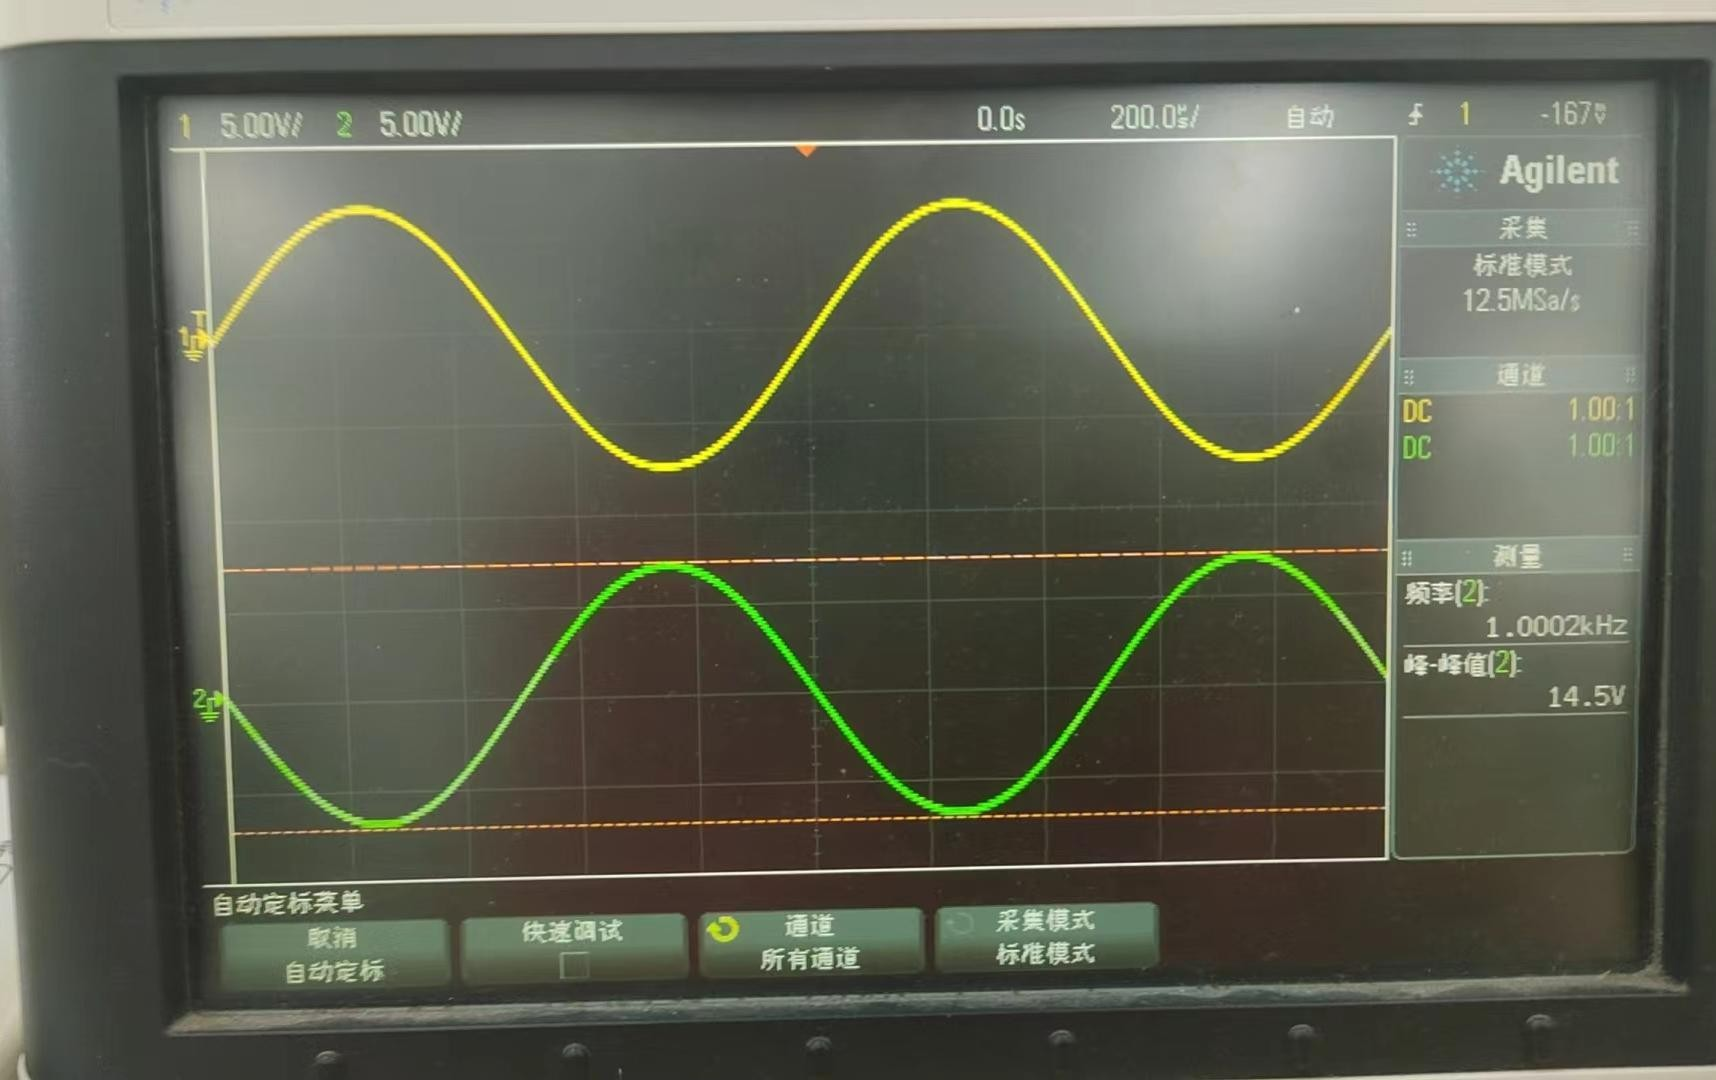 1 5.00V/ 2 5.00V/ 0.0s 200.0µs/ 自动 1 -167mV
Agilent
采集
标准模式
12.5MSa/s
通道
DC 1.00:1
DC 1.00:1
测量
频率(2):
1.0002kHz
峰-峰值(2):
14.5V
T
1
2
自动定标菜单
取消
自动定标
快速调试
通道
所有通道
采集模式
标准模式